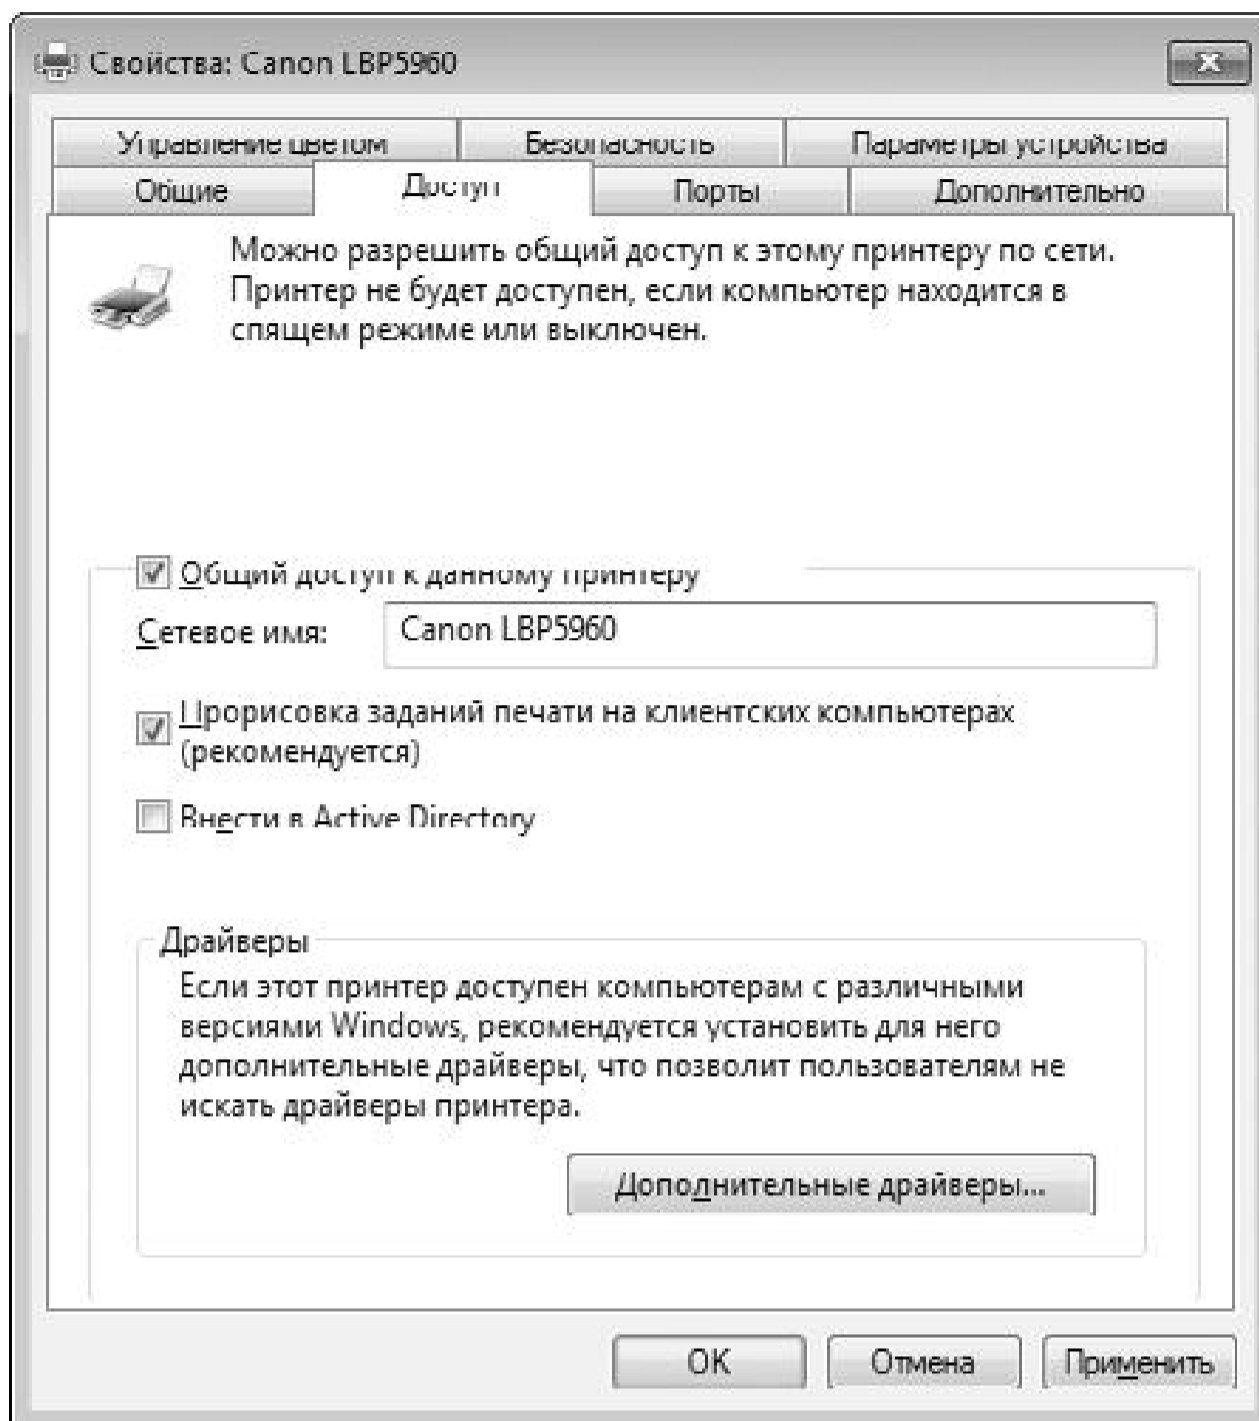 Свойства: Canon LBP5960
Управление цветом Безопасность Параметры устройства
Общие Доступ Порты Дополнительно
Можно разрешить общий доступ к этому принтеру по сети.
Принтер не будет доступен, если компьютер находится в
спящем режиме или выключен.
Общий доступ к данному принтеру
Сетевое имя: Canon LBP5960
Прорисовка заданий печати на клиентских компьютерах
(рекомендуется)
Внести в Active Directory
Драйверы
Если этот принтер доступен компьютерам с различными
версиями Windows, рекомендуется установить для него
дополнительные драйверы, что позволит пользователям не
искать драйверы принтера.
Дополнительные драйверы...
OK Отмена Применить